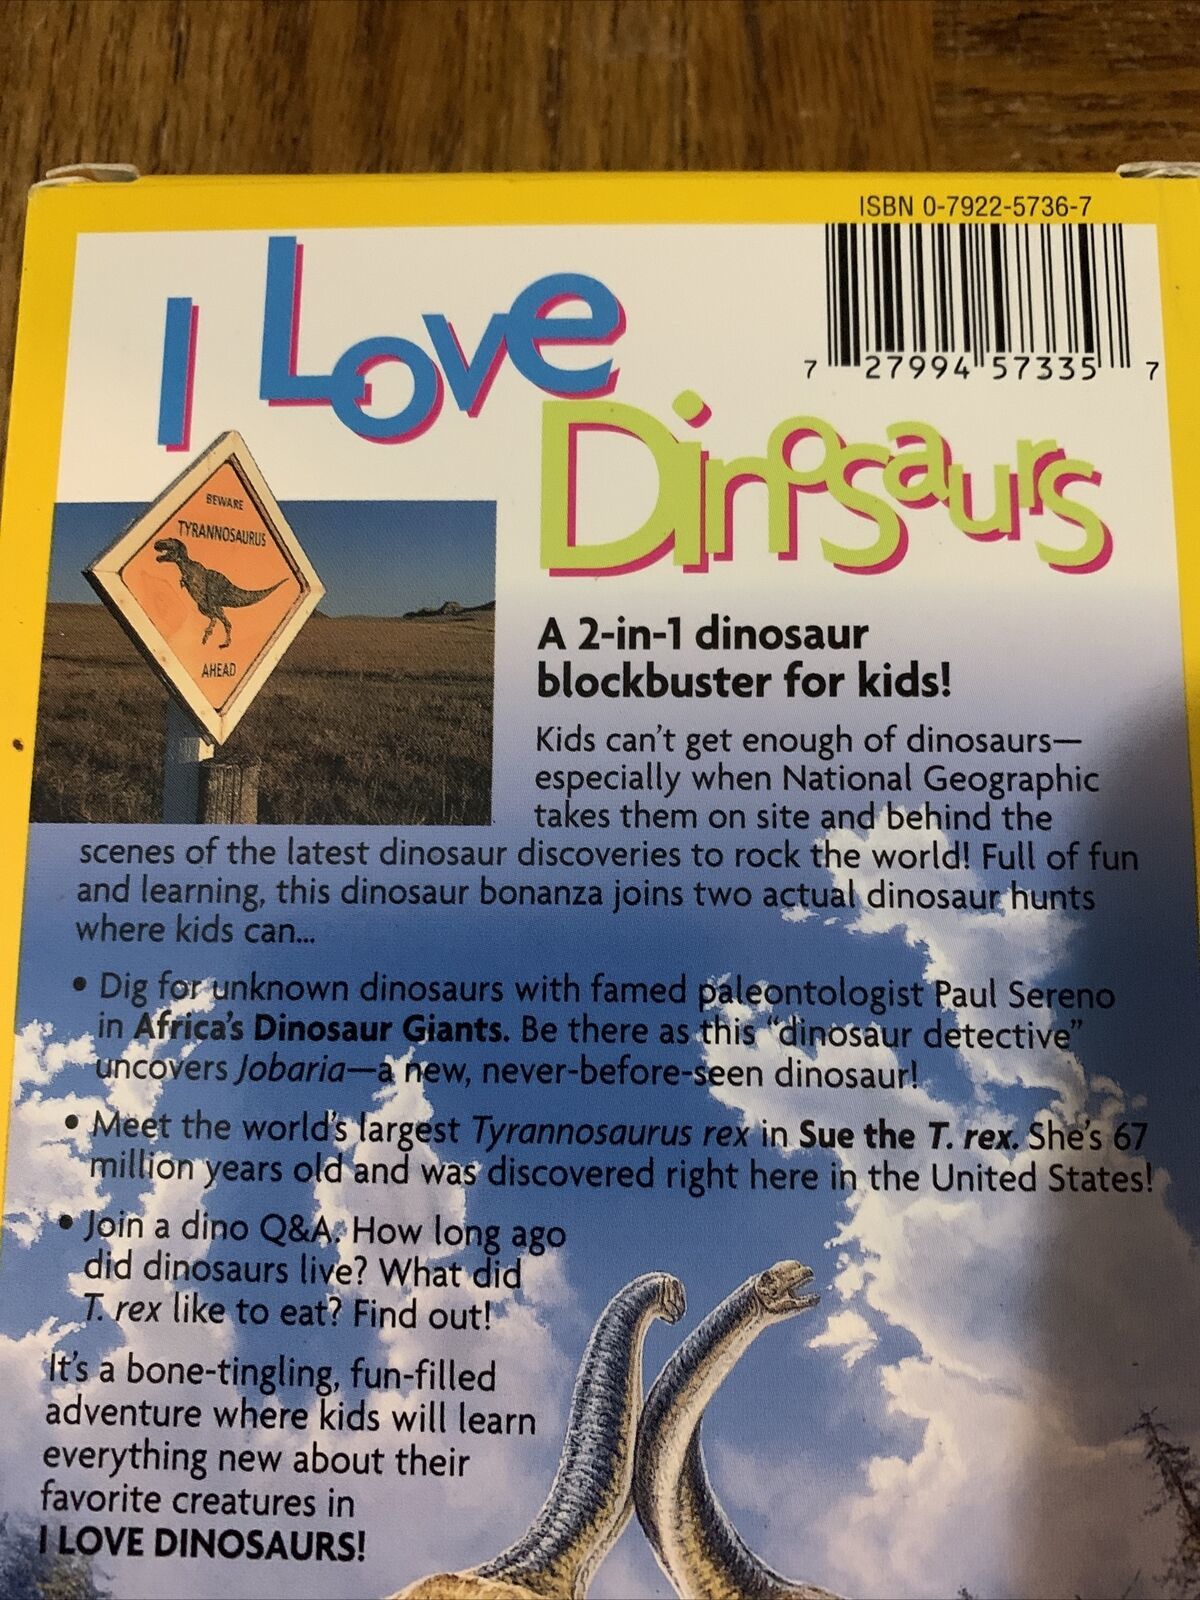 ISBN 0-7922-5736-7
7 27994 57335 7
I Love
Dinosaurs
BEWARE
TYRANNOSAURUS
AHEAD
A 2-in-1 dinosaur
blockbuster for kids!
Kids can't get enough of dinosaurs—
especially when National Geographic
takes them on site and behind the
scenes of the latest dinosaur discoveries to rock the world! Full of fun
and learning, this dinosaur bonanza joins two actual dinosaur hunts
where kids can...
• Dig for unknown dinosaurs with famed paleontologist Paul Sereno
in Africa's Dinosaur Giants. Be there as this "dinosaur detective"
uncovers Jobaria—a new, never-before-seen dinosaur!
• Meet the world's largest Tyrannosaurus rex in Sue the T. rex. She's 67
million years old and was discovered right here in the United States!
• Join a dino Q&A. How long ago
did dinosaurs live? What did
T. rex like to eat? Find out!
It's a bone-tingling, fun-filled
adventure where kids will learn
everything new about their
favorite creatures in
I LOVE DINOSAURS!